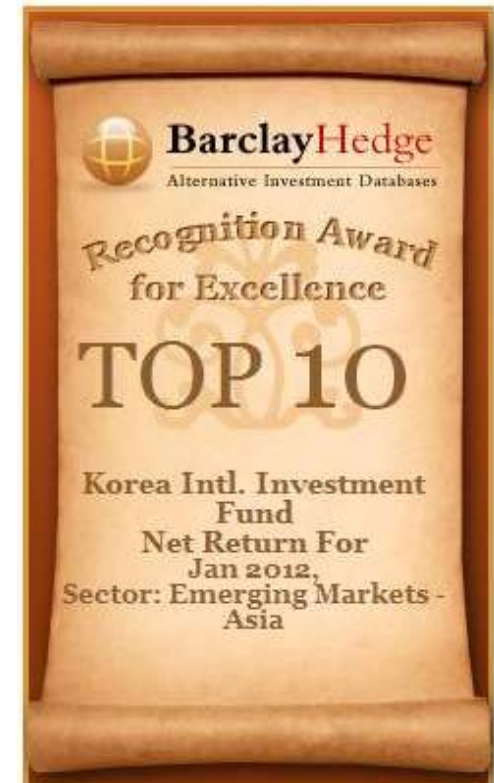 BarclayHedge
Alternative Investment Databases
Recognition Award
for Excellence
TOP 10
Korea Intl. Investment
Fund
Net Return For
Jan 2012,
Sector: Emerging Markets -
Asia